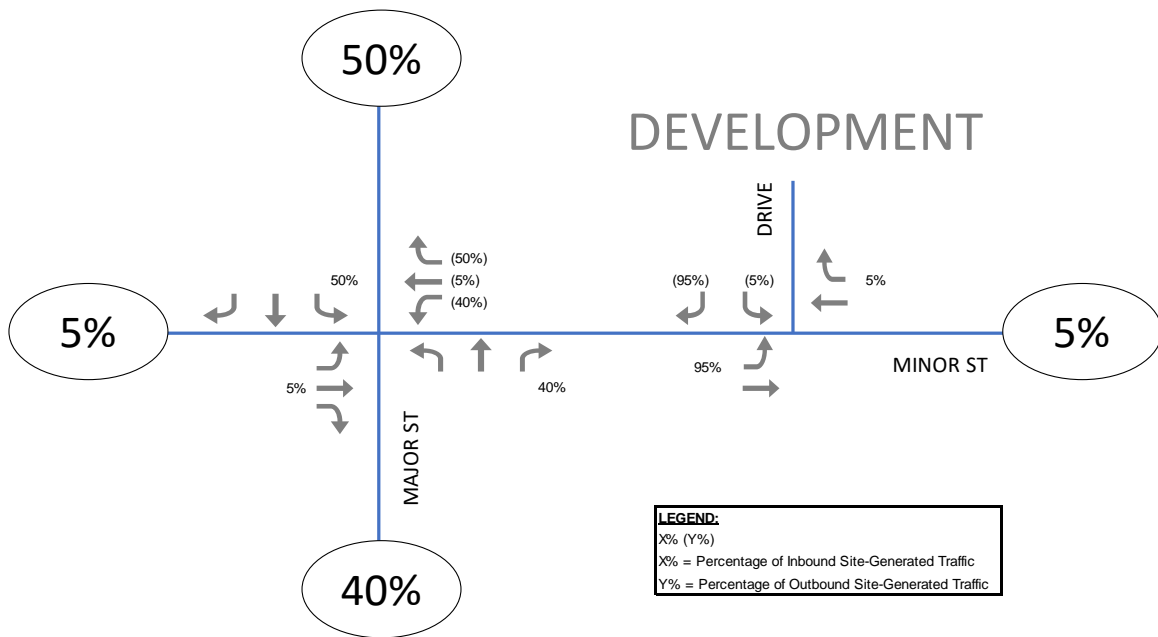 50%
DEVELOPMENT
DRIVE
(50%)
50%
(5%)
(40%)
(95%)
(5%)
5%
5%
5%
MINOR ST
5%
40%
95%
MAJOR ST
40%
LEGEND:
X% (Y%)
X% = Percentage of Inbound Site-Generated Traffic
Y% = Percentage of Outbound Site-Generated Traffic